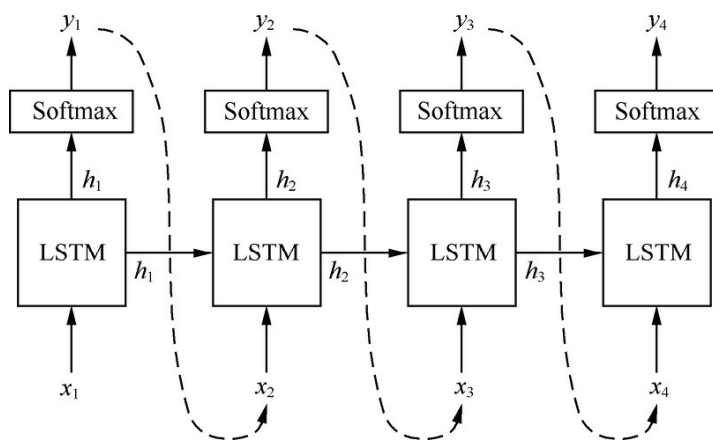 y₁ y₂ y₃ y₄
Softmax Softmax Softmax Softmax
h₁ h₂ h₃ h₄
LSTM LSTM LSTM LSTM
h₁ h₂ h₃
x₁ x₂ x₃ x₄